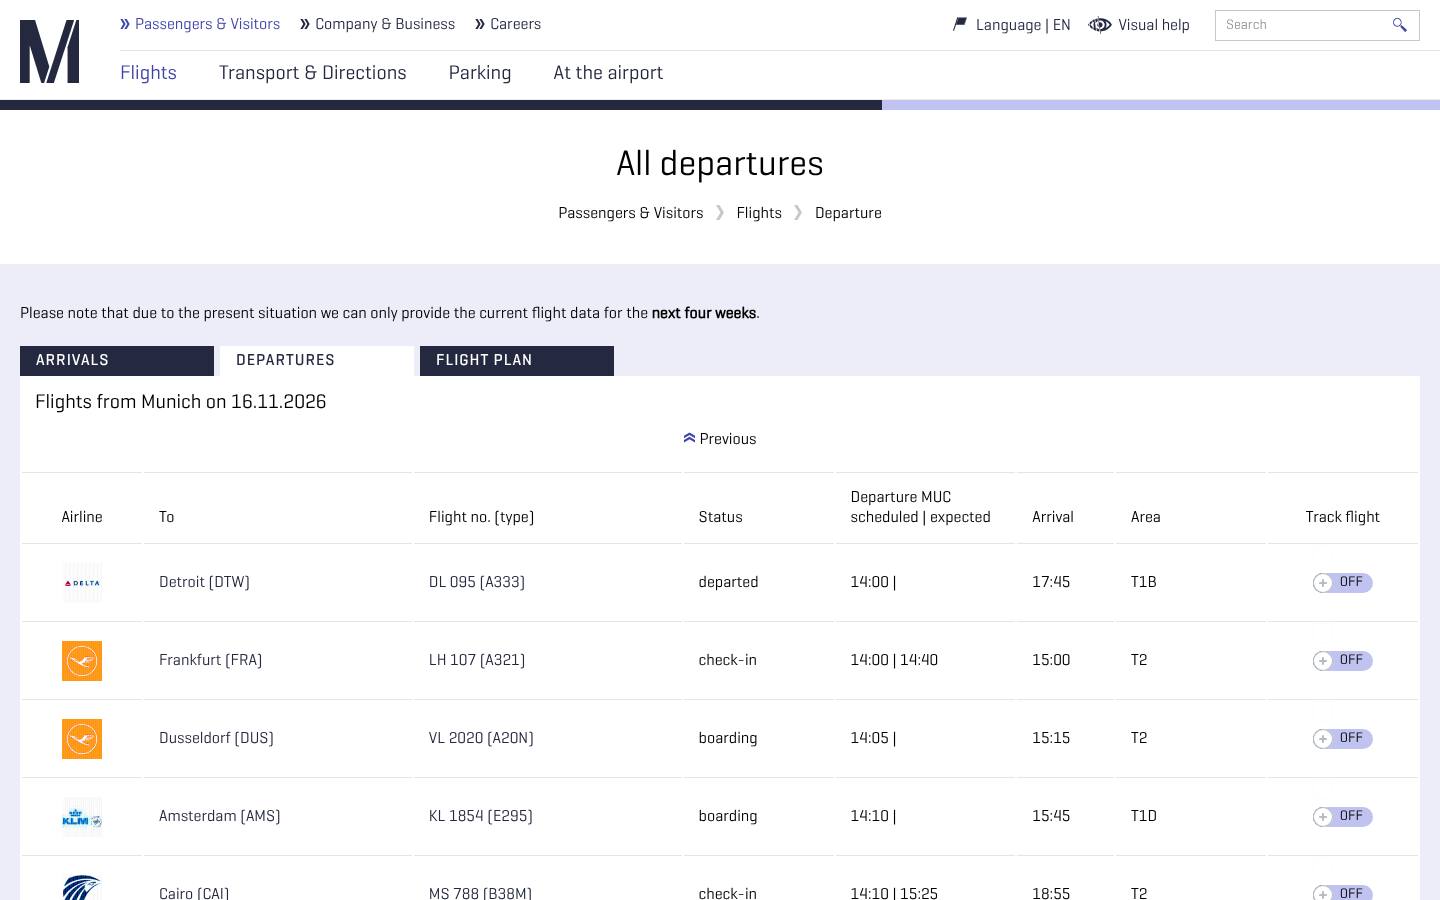 Passengers & Visitors
Company & Business
Careers
Language | EN
Visual help
Search
M
Flights
Transport & Directions
Parking
At the airport
All departures
Passengers & Visitors
Flights
Departure
Please note that due to the present situation we can only provide the current flight data for the next four weeks.
ARRIVALS
DEPARTURES
FLIGHT PLAN
Flights from Munich on 16.11.2026
Previous
Airline
To
Flight no. (type)
Status
Departure MUC
scheduled | expected
Arrival
Area
Track flight
DELTA
Detroit (DTW)
DL 095 (A333)
departed
14:00 |
17:45
T1B
OFF
Frankfurt (FRA)
LH 107 (A321)
check-in
14:00 | 14:40
15:00
T2
OFF
Dusseldorf (DUS)
VL 2020 (A20N)
boarding
14:05 |
15:15
T2
OFF
KLM
Amsterdam (AMS)
KL 1854 (E295)
boarding
14:10 |
15:45
T1D
OFF
Cairo (CAI)
MS 788 (B38M)
check-in
14:10 | 15:25
18:55
T2
OFF